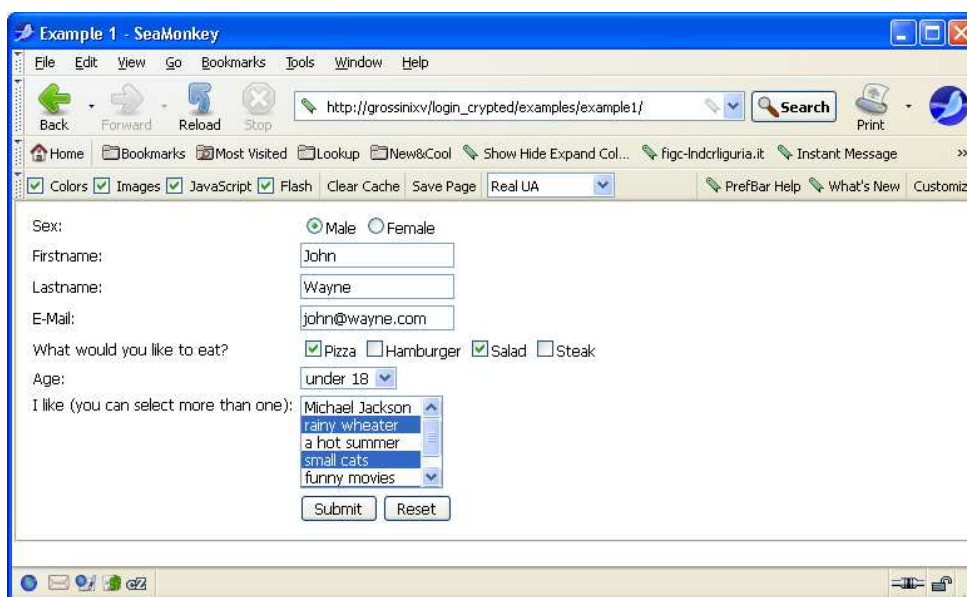 Example 1 - SeaMonkey
File Edit View Go Bookmarks Tools Window Help
Back Forward Reload Stop http://grossinixv/login_crypted/examples/example1/ Search Print
Home Bookmarks Most Visited Lookup New&Cool Show Hide Expand Col... figc-lndcrliguria.it Instant Message »
Colors Images JavaScript Flash Clear Cache Save Page Real UA PrefBar Help What's New Customiz
Sex: Male Female
Firstname: John
Lastname: Wayne
E-Mail: john@wayne.com
What would you like to eat? Pizza Hamburger Salad Steak
Age: under 18
I like (you can select more than one): Michael Jackson
rainy wheater
a hot summer
small cats
funny movies
Submit Reset